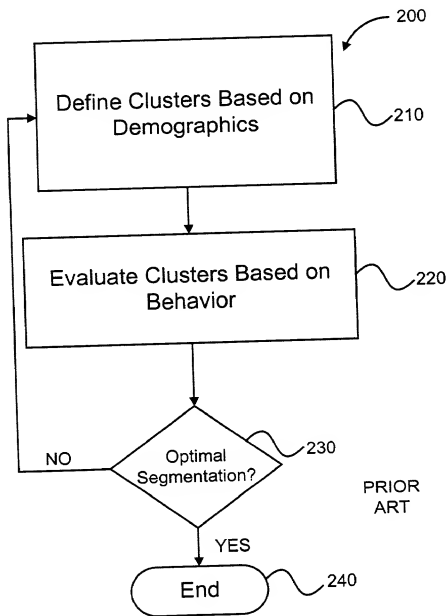 200
Define Clusters Based on
Demographics
210
Evaluate Clusters Based on
Behavior
220
Optimal
Segmentation?
230
NO
PRIOR
ART
YES
End
240